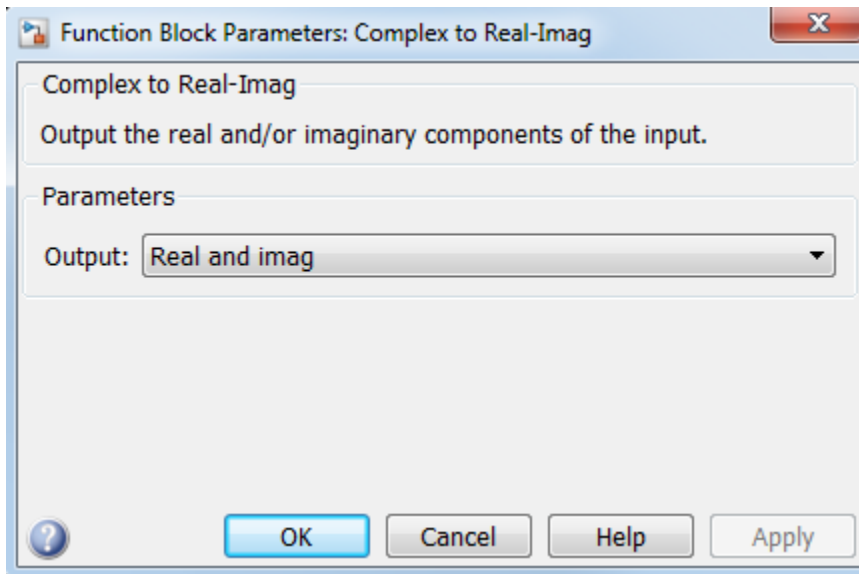 Function Block Parameters: Complex to Real-Imag
Complex to Real-Imag
Output the real and/or imaginary components of the input.
Parameters
Output: Real and imag
? OK Cancel Help Apply